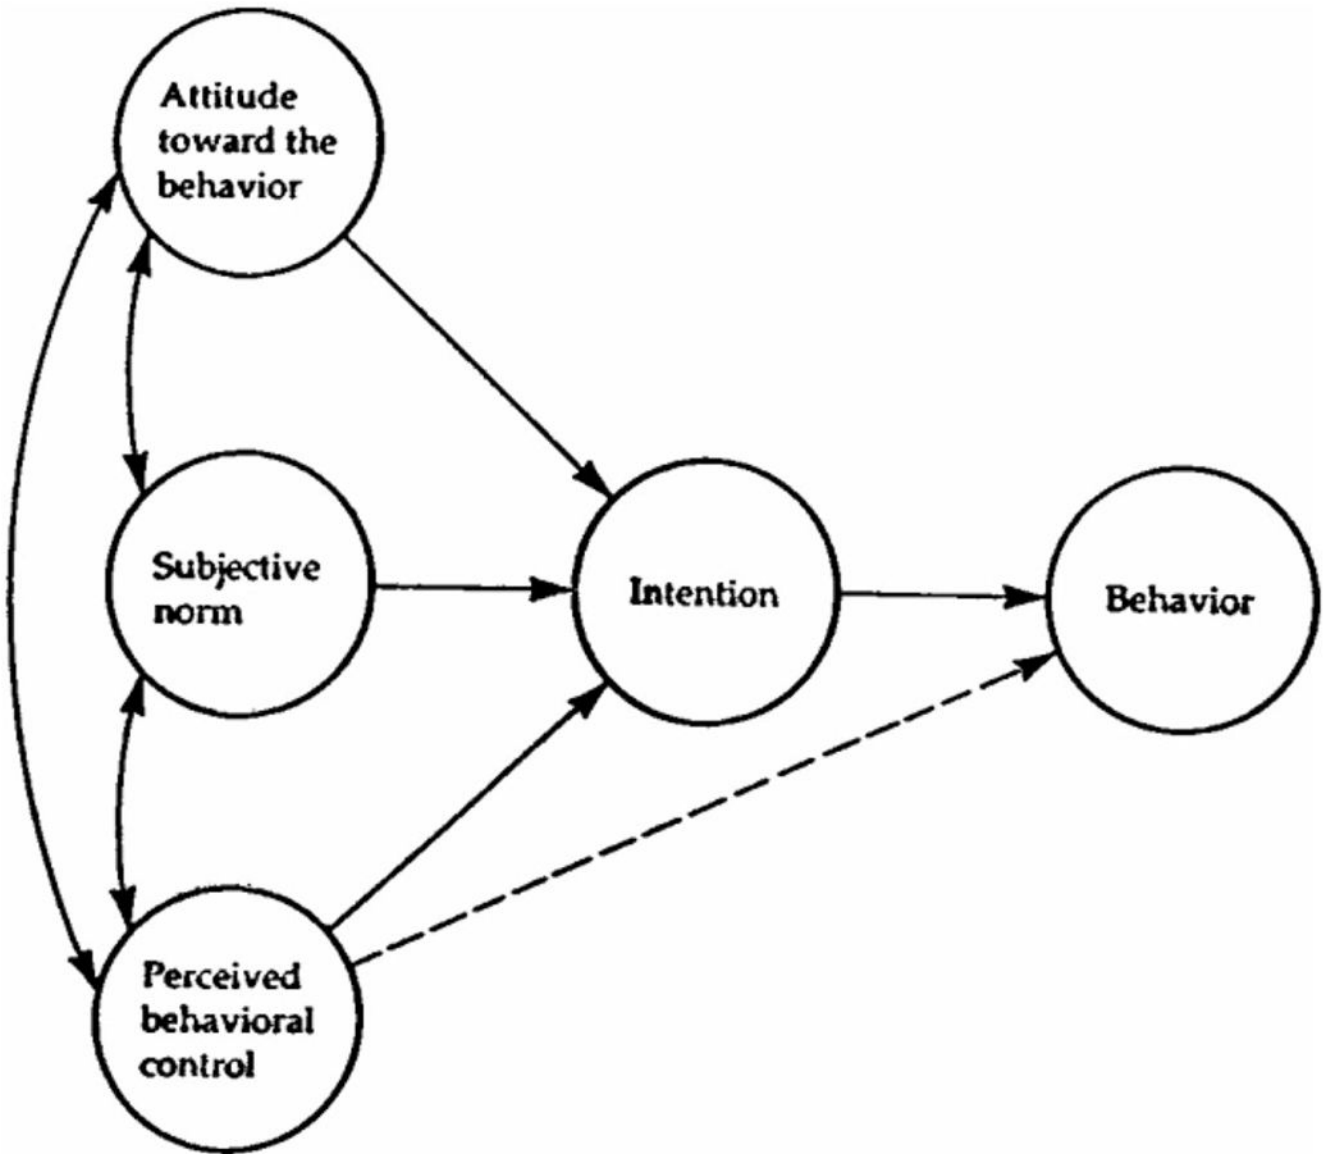 Attitude
toward the
behavior
Subjective
norm
Intention
Behavior
Perceived
behavioral
control